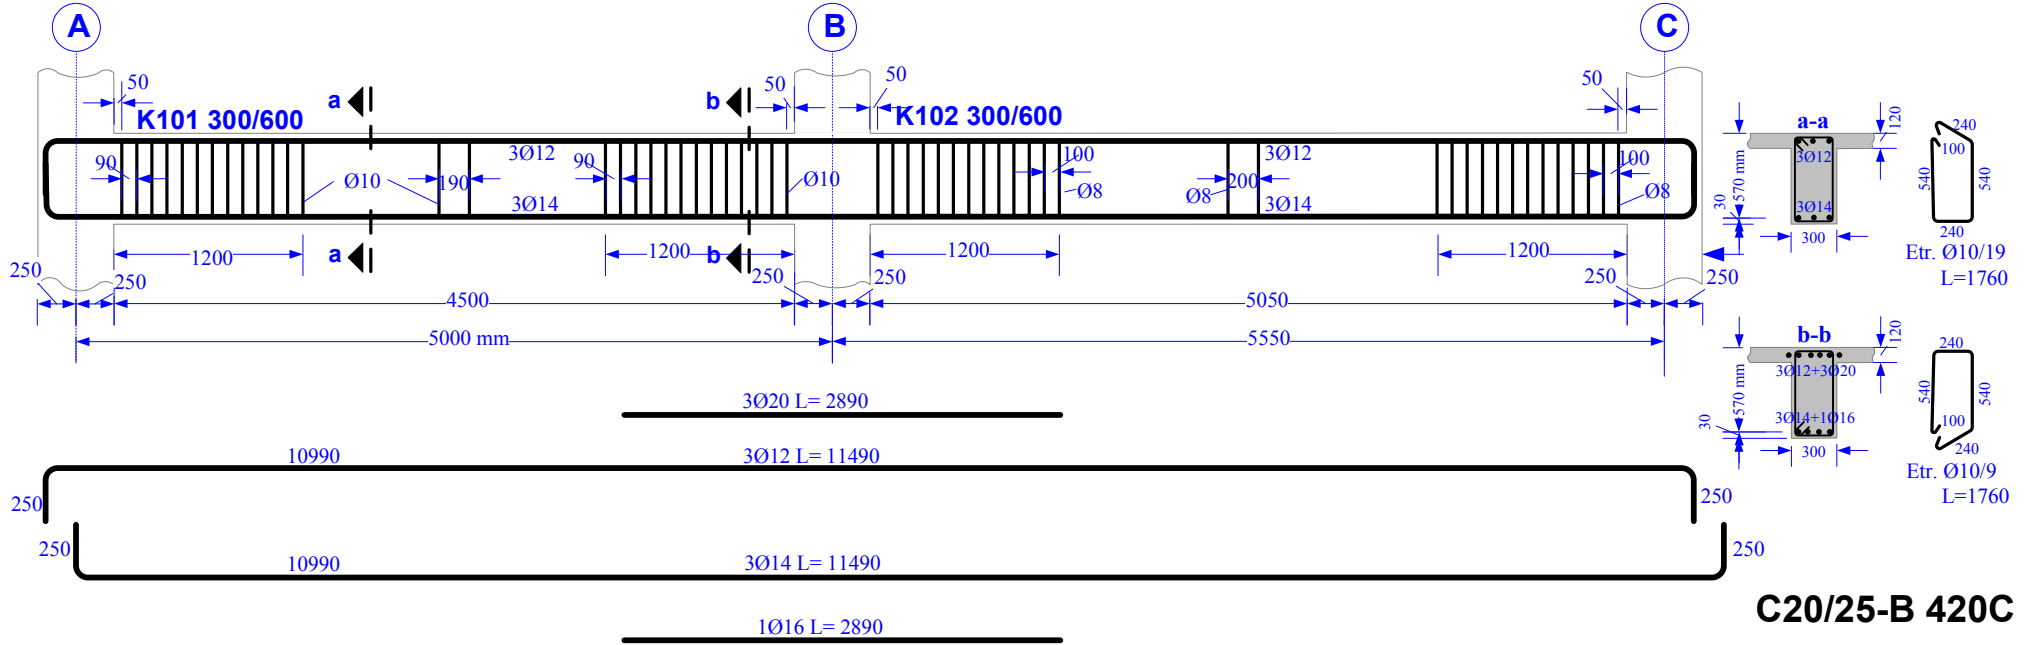 A
B
C
50
a
b
50
50
50
K101 300/600
K102 300/600
a-a
120
240
100
540
540
240
3Ø12
3Ø14
30
570 mm
300
Etr. Ø10/19
L=1760
90
Ø10
190
3Ø12
3Ø14
90
Ø10
100
Ø8
Ø8
200
3Ø12
3Ø14
100
Ø8
1200
a
1200
b
1200
1200
250
250
250
250
250
250
4500
5050
5000 mm
5550
b-b
120
240
540
540
100
240
3Ø12+3Ø20
3Ø14+1Ø16
30
570 mm
300
Etr. Ø10/9
L=1760
3Ø20 L= 2890
10990
3Ø12 L= 11490
250
250
250
250
10990
3Ø14 L= 11490
C20/25-B 420C
1Ø16 L= 2890